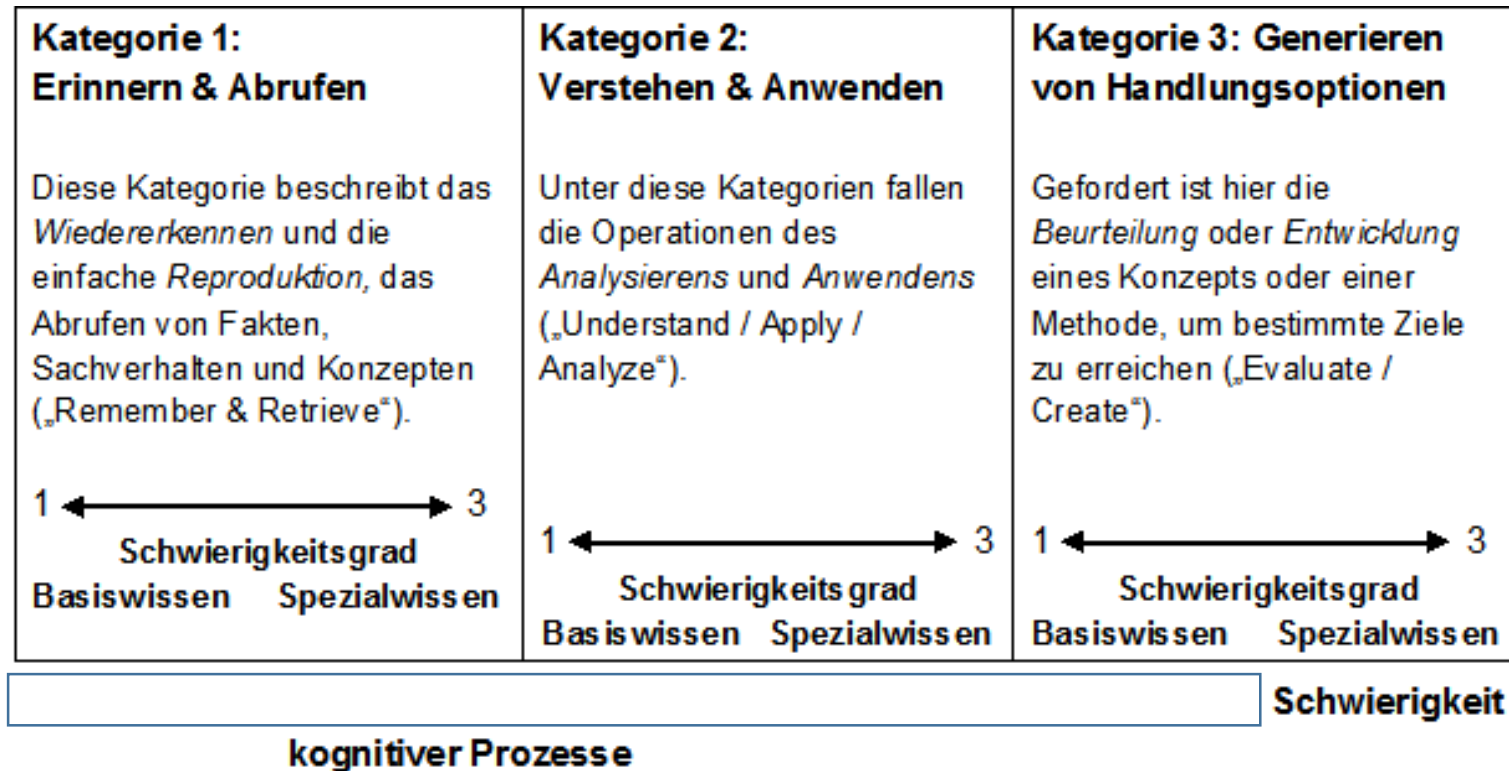 Kategorie 1:
Erinnern & Abrufen
Diese Kategorie beschreibt das
Wiedererkennen und die
einfache Reproduktion, das
Abrufen von Fakten,
Sachverhalten und Konzepten
(„Remember & Retrieve“).
1 3
Schwierigkeitsgrad
Basiswissen Spezialwissen
Kategorie 2:
Verstehen & Anwenden
Unter diese Kategorien fallen
die Operationen des
Analysierens und Anwendens
(„Understand / Apply /
Analyze“).
1 3
Schwierigkeitsgrad
Basiswissen Spezialwissen
Kategorie 3: Generieren
von Handlungsoptionen
Gefordert ist hier die
Beurteilung oder Entwicklung
eines Konzepts oder einer
Methode, um bestimmte Ziele
zu erreichen („Evaluate /
Create“).
1 3
Schwierigkeitsgrad
Basiswissen Spezialwissen
Schwierigkeit
kognitiver Prozesse